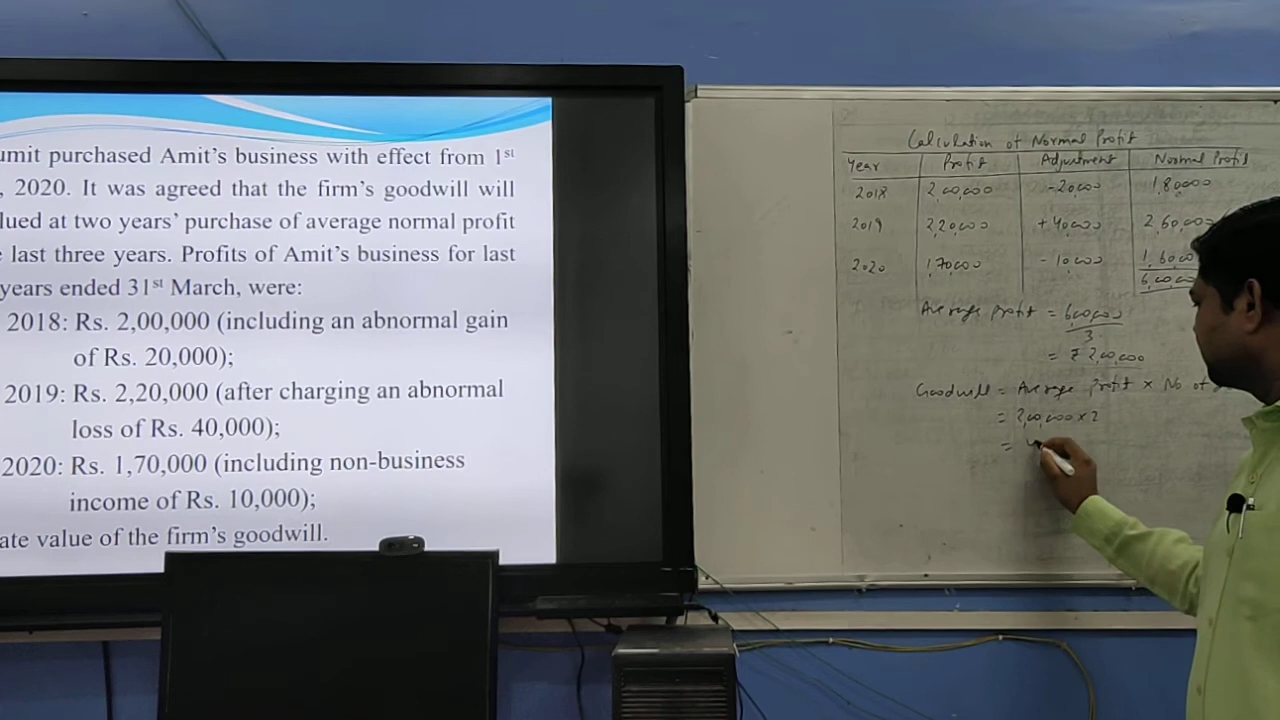 umit purchased Amit's business with effect from 1st
, 2020. It was agreed that the firm's goodwill will
lued at two years' purchase of average normal profit
e last three years. Profits of Amit's business for last
years ended 31st March, were:
2018: Rs. 2,00,000 (including an abnormal gain
of Rs. 20,000);
2019: Rs. 2,20,000 (after charging an abnormal
loss of Rs. 40,000);
2020: Rs. 1,70,000 (including non-business
income of Rs. 10,000);
ate value of the firm's goodwill.
Calculation of Normal Profit
Year Profit Adjustment Normal Profit
2018 2,00,000 -20,000 1,80,000
2019 2,20,000 +40,000 2,60,000
2020 1,70,000 -10,000 1,60,00
6,00,00
Average Profit = 6,00,000
3
= ₹ 2,00,000
Goodwill = Average Profit × No of
= 2,00,000 × 2
= 4